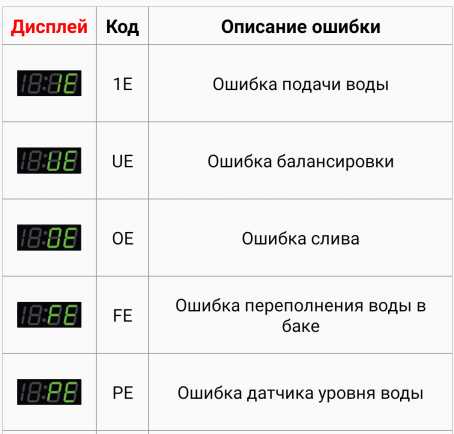 Дисплей Код Описание ошибки
18:1E 1E Ошибка подачи воды
18:UE UE Ошибка балансировки
18:OE OE Ошибка слива
18:FE FE Ошибка переполнения воды в
баке
18:PE PE Ошибка датчика уровня воды